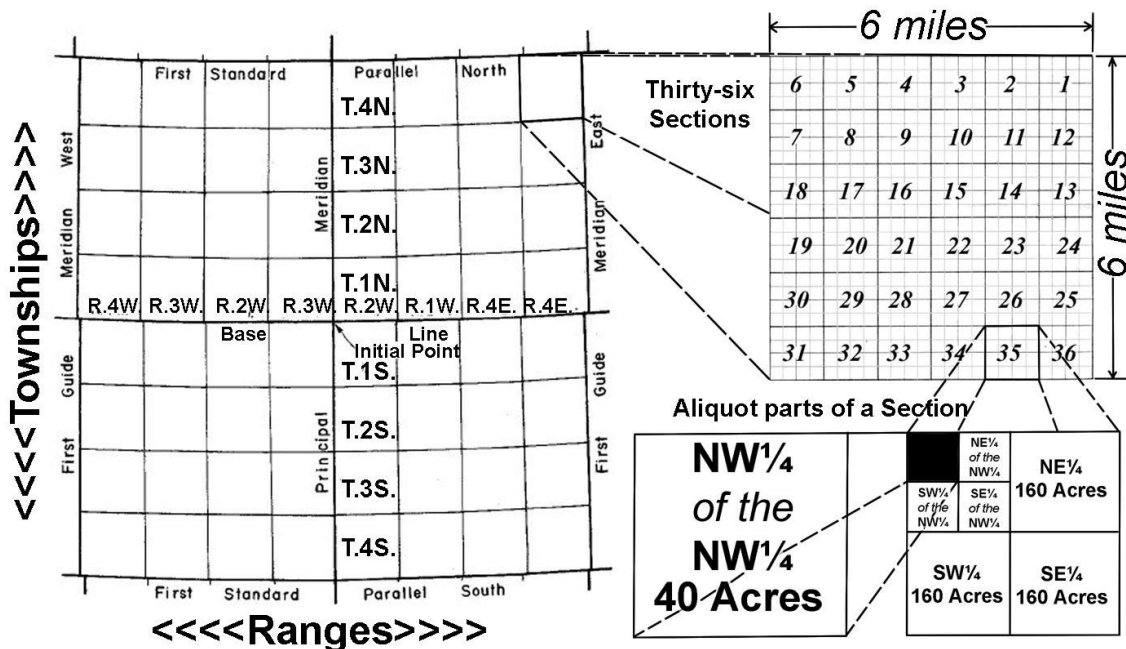 First Standard Parallel North
T.4N.
T.3N.
T.2N.
T.1N.
R.4W. R.3W. R.2W. R.3W. R.2W. R.1W. R.4E. R.4E.
Base Line
Initial Point
T.1S.
T.2S.
T.3S.
T.4S.
First Standard Parallel South
<<<<Ranges>>>>
<<<<Townships>>>>
First Guide Meridian West
Principal Meridian
First Guide Meridian East
6 miles
6 miles
Thirty-six
Sections
6 5 4 3 2 1
7 8 9 10 11 12
18 17 16 15 14 13
19 20 21 22 23 24
30 29 28 27 26 25
31 32 33 34 35 36
Aliquot parts of a Section
NW¼
of the
NW¼
40 Acres
NE¼
of the
NW¼
SW¼
of the
NW¼
SE¼
of the
NW¼
NE¼
160 Acres
SW¼
160 Acres
SE¼
160 Acres